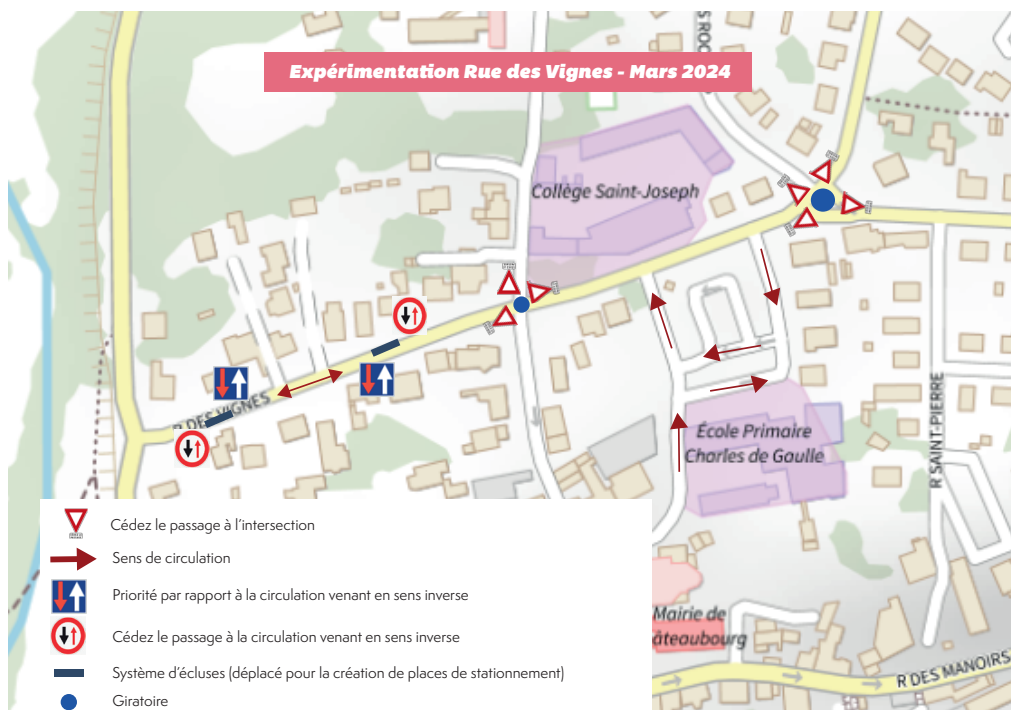 Expérimentation Rue des Vignes - Mars 2024
S ROC
Collège Saint-Joseph
R DES VIGNES
École Primaire
Charles de Gaulle
R SAINT-PIERRE
Mairie de
âteaubourg
R DES MANOIRS
Cédez le passage à l'intersection
Sens de circulation
Priorité par rapport à la circulation venant en sens inverse
Cédez le passage à la circulation venant en sens inverse
Système d'écluses (déplacé pour la création de places de stationnement)
Giratoire